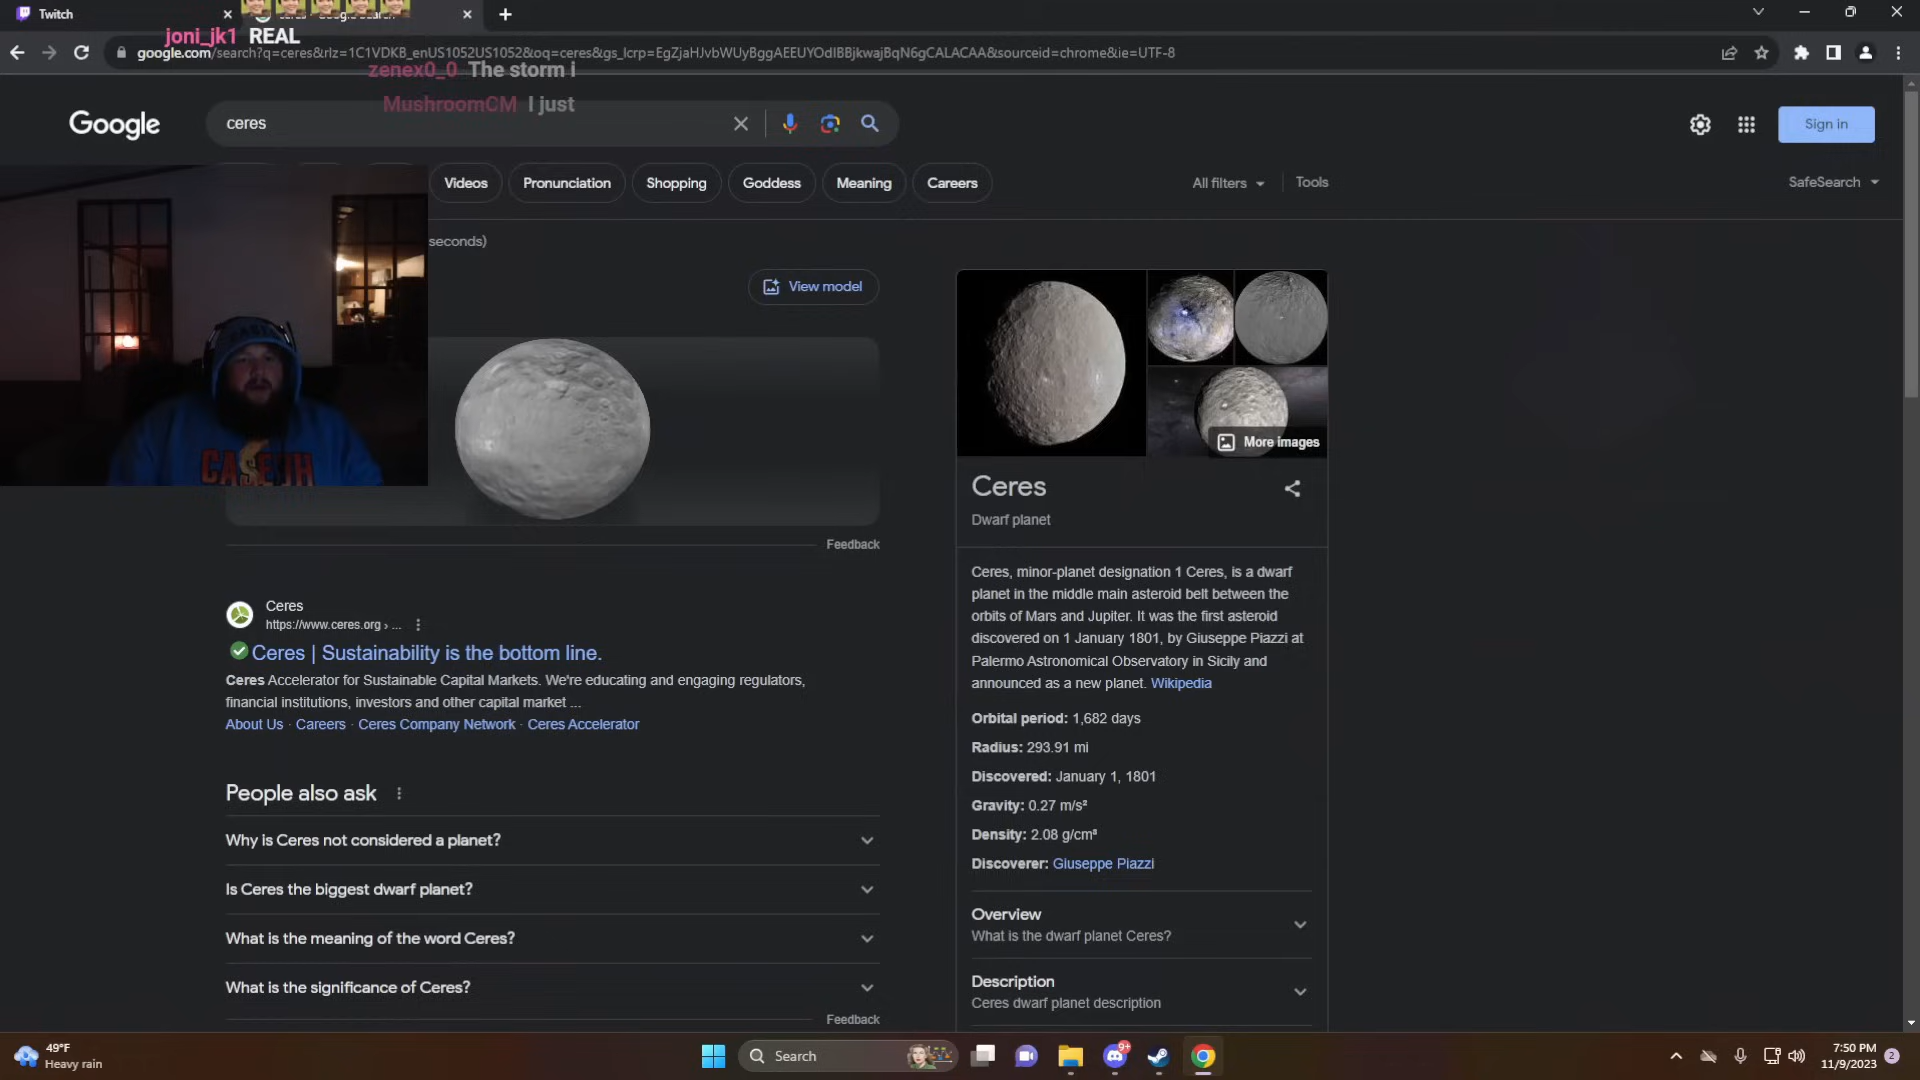 Twitch
joni_jk1 REAL
google.com/search?q=ceres&rlz=1C1VDKB_enUS1052US1052&oq=ceres&gs_lcrp=EgZjaHJvbWUyBggAEEUYOdIBBjkwajBqN6gCALACAA&sourceid=chrome&ie=UTF-8
zenex0_0 The storm i
MushroomCM I just
Google
ceres
Sign in
Videos
Pronunciation
Shopping
Goddess
Meaning
Careers
All filters
Tools
SafeSearch
seconds)
View model
More images
CASEOH
Feedback
Ceres
https://www.ceres.org › ...
Ceres | Sustainability is the bottom line.
Ceres Accelerator for Sustainable Capital Markets. We're educating and engaging regulators,
financial institutions, investors and other capital market ...
About Us · Careers · Ceres Company Network · Ceres Accelerator
People also ask
Why is Ceres not considered a planet?
Is Ceres the biggest dwarf planet?
What is the meaning of the word Ceres?
What is the significance of Ceres?
Feedback
Ceres
Dwarf planet
Ceres, minor-planet designation 1 Ceres, is a dwarf
planet in the middle main asteroid belt between the
orbits of Mars and Jupiter. It was the first asteroid
discovered on 1 January 1801, by Giuseppe Piazzi at
Palermo Astronomical Observatory in Sicily and
announced as a new planet. Wikipedia
Orbital period: 1,682 days
Radius: 293.91 mi
Discovered: January 1, 1801
Gravity: 0.27 m/s²
Density: 2.08 g/cm³
Discoverer: Giuseppe Piazzi
Overview
What is the dwarf planet Ceres?
Description
Ceres dwarf planet description
49°F
Heavy rain
Search
9+
7:50 PM
11/9/2023
2